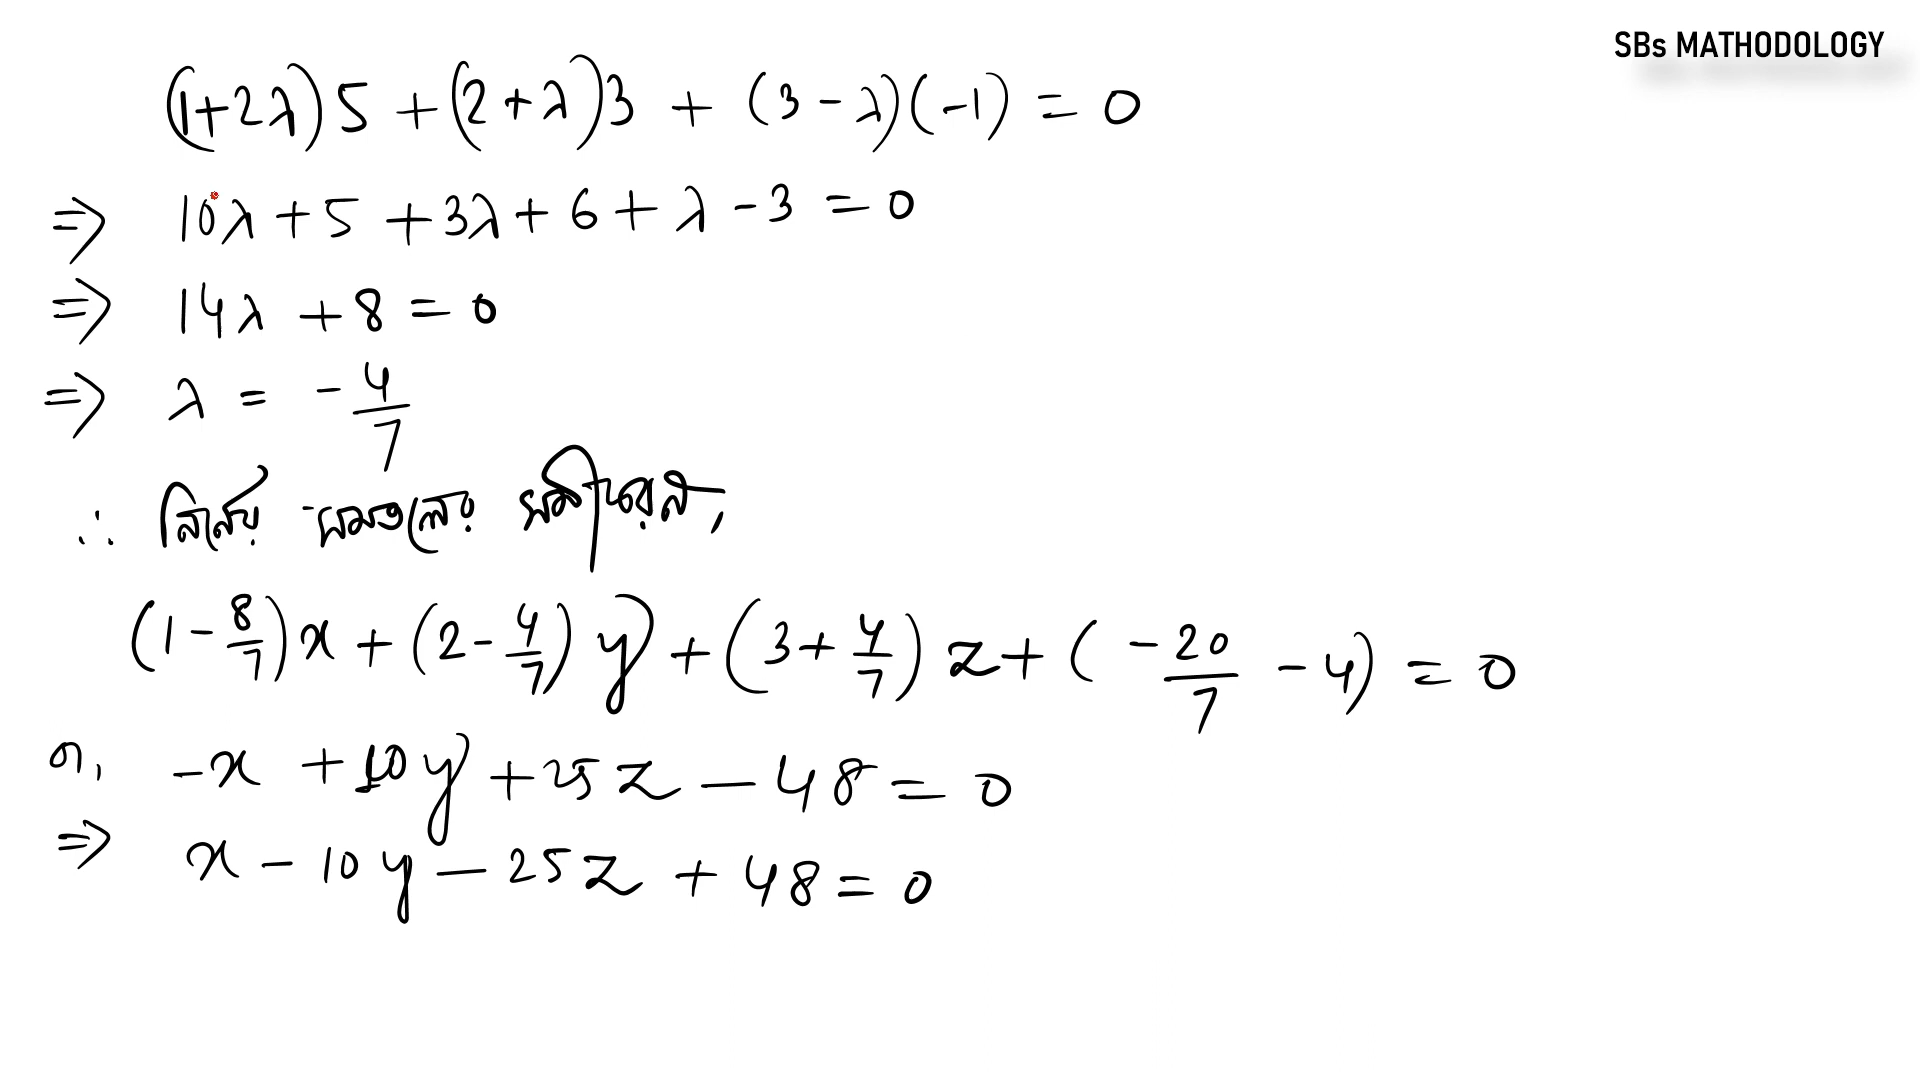 SBs MATHODOLOGY
(1+2λ)5 + (2+λ)3 + (3-λ)(-1) = 0
⇒ 10λ + 5 + 3λ + 6 + λ - 3 = 0
⇒ 14λ + 8 = 0
⇒ λ = -4/7
∴ নির্ণেয় সমতলের সমীকরণ,
(1-8/7)x + (2-4/7)y + (3+4/7)z + (-20/7 - 4) = 0
বা, -x + 10y + 25z - 48 = 0
⇒ x - 10y - 25z + 48 = 0